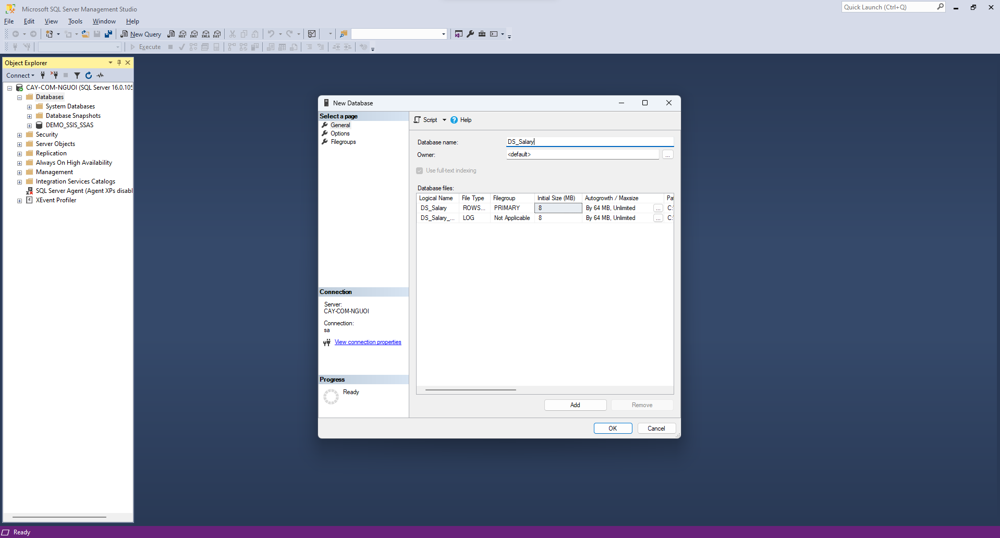 Microsoft SQL Server Management Studio
Quick Launch (Ctrl+Q)
File Edit View Tools Window Help
New Query MDX DMX XMLA DAX
Execute
Object Explorer
Connect
CAY-COM-NGUOI (SQL Server 16.0.105
Databases
System Databases
Database Snapshots
DEMO_SSIS_SSAS
Security
Server Objects
Replication
Always On High Availability
Management
Integration Services Catalogs
SQL Server Agent (Agent XPs disabl
XEvent Profiler
New Database
Select a page
General
Options
Filegroups
Connection
Server:
CAY-COM-NGUOI
Connection:
sa
View connection properties
Progress
Ready
Script Help
Database name: DS_Salary
Owner: <default> ...
Use full-text indexing
Database files:
Logical Name File Type Filegroup Initial Size (MB) Autogrowth / Maxsize Pa
DS_Salary ROWS... PRIMARY 8 By 64 MB, Unlimited ... C:
DS_Salary_... LOG Not Applicable 8 By 64 MB, Unlimited ... C:
Add Remove
OK Cancel
Ready